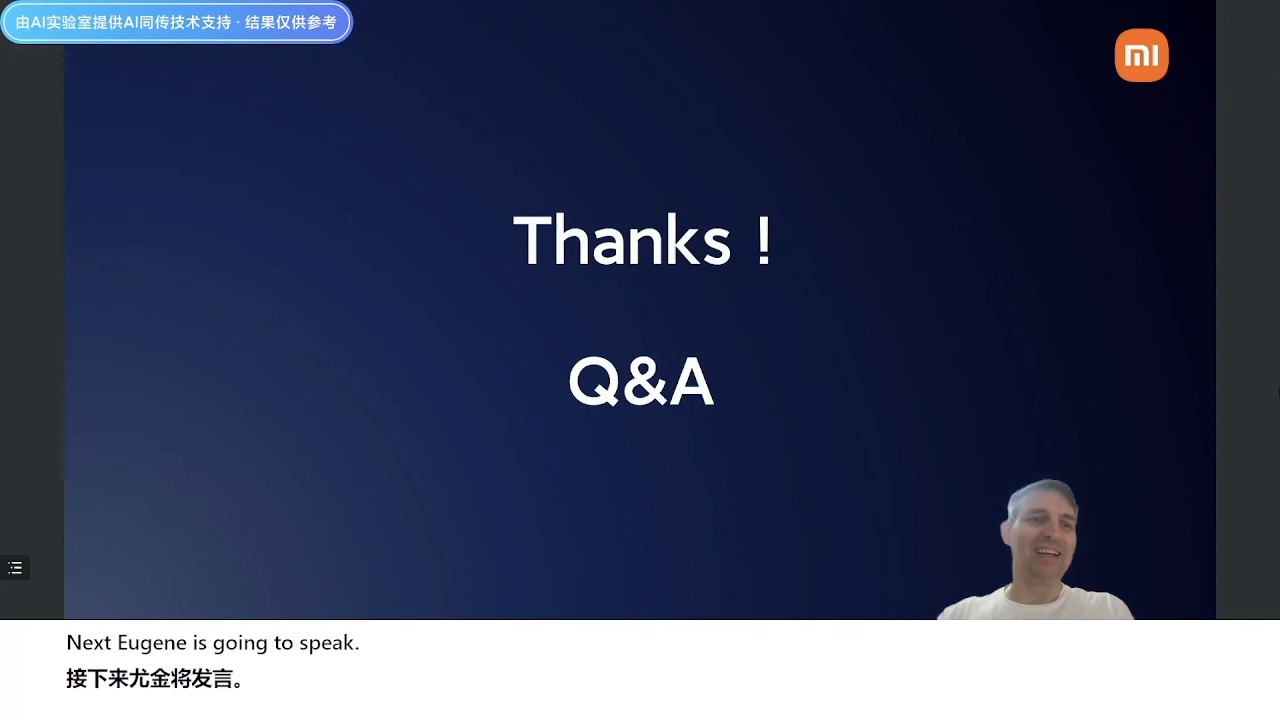 由AI实验室提供AI同传技术支持 · 结果仅供参考
mi
Thanks！
Q&A
Next Eugene is going to speak.
接下来尤金将发言。